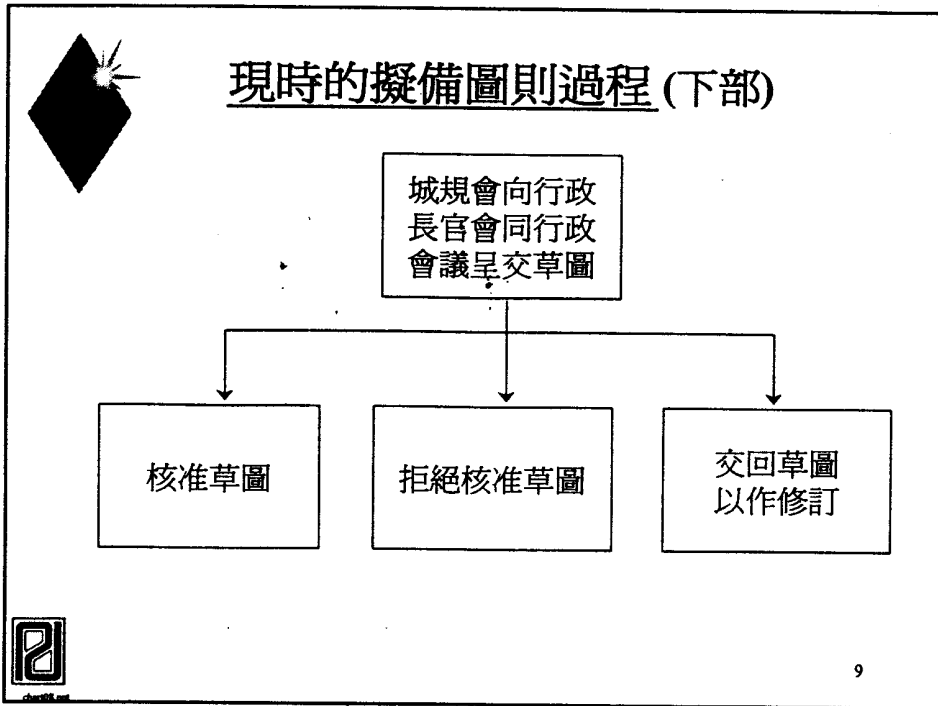 現時的擬備圖則過程 (下部)
城規會向行政
長官會同行政
會議呈交草圖
核准草圖
拒絕核准草圖
交回草圖
以作修訂
9